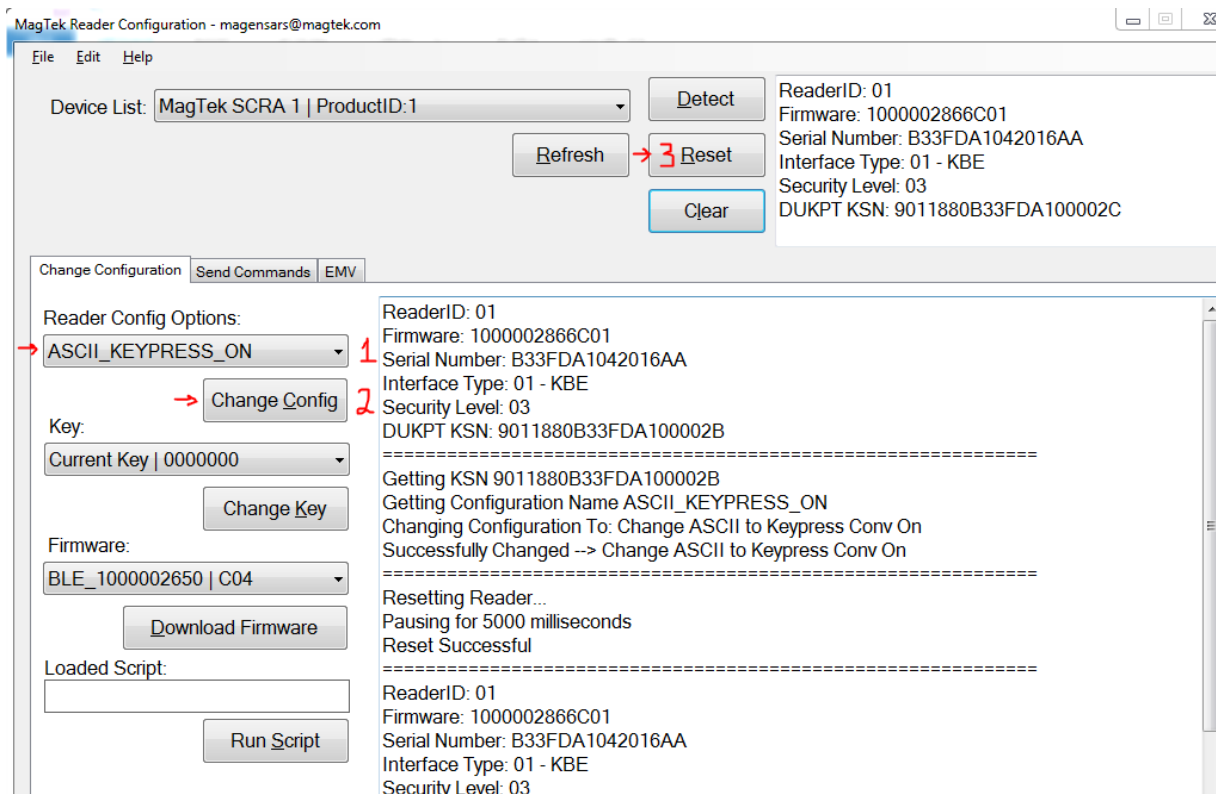 MagTek Reader Configuration - magensars@magtek.com
File Edit Help
Device List: MagTek SCRA 1 | ProductID:1
Detect
Refresh
→ 3 Reset
Clear
ReaderID: 01
Firmware: 1000002866C01
Serial Number: B33FDA1042016AA
Interface Type: 01 - KBE
Security Level: 03
DUKPT KSN: 9011880B33FDA100002C
Change Configuration Send Commands EMV
Reader Config Options:
→ ASCII_KEYPRESS_ON 1
→ Change Config 2
Key:
Current Key | 0000000
Change Key
Firmware:
BLE_1000002650 | C04
Download Firmware
Loaded Script:
Run Script
ReaderID: 01
Firmware: 1000002866C01
Serial Number: B33FDA1042016AA
Interface Type: 01 - KBE
Security Level: 03
DUKPT KSN: 9011880B33FDA100002B
=============================================================
Getting KSN 9011880B33FDA100002B
Getting Configuration Name ASCII_KEYPRESS_ON
Changing Configuration To: Change ASCII to Keypress Conv On
Successfully Changed --> Change ASCII to Keypress Conv On
=============================================================
Resetting Reader...
Pausing for 5000 milliseconds
Reset Successful
=============================================================
ReaderID: 01
Firmware: 1000002866C01
Serial Number: B33FDA1042016AA
Interface Type: 01 - KBE
Security Level: 03